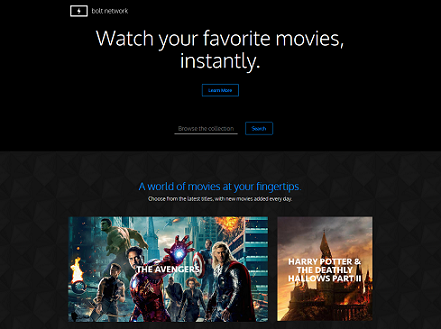 bolt network
Watch your favorite movies,
instantly.
Learn More
Browse the collection
Search
A world of movies at your fingertips
Choose from the latest titles, with new movies added every day.
THE AVENGERS
HARRY POTTER &
THE DEATHLY
HALLOWS PART II